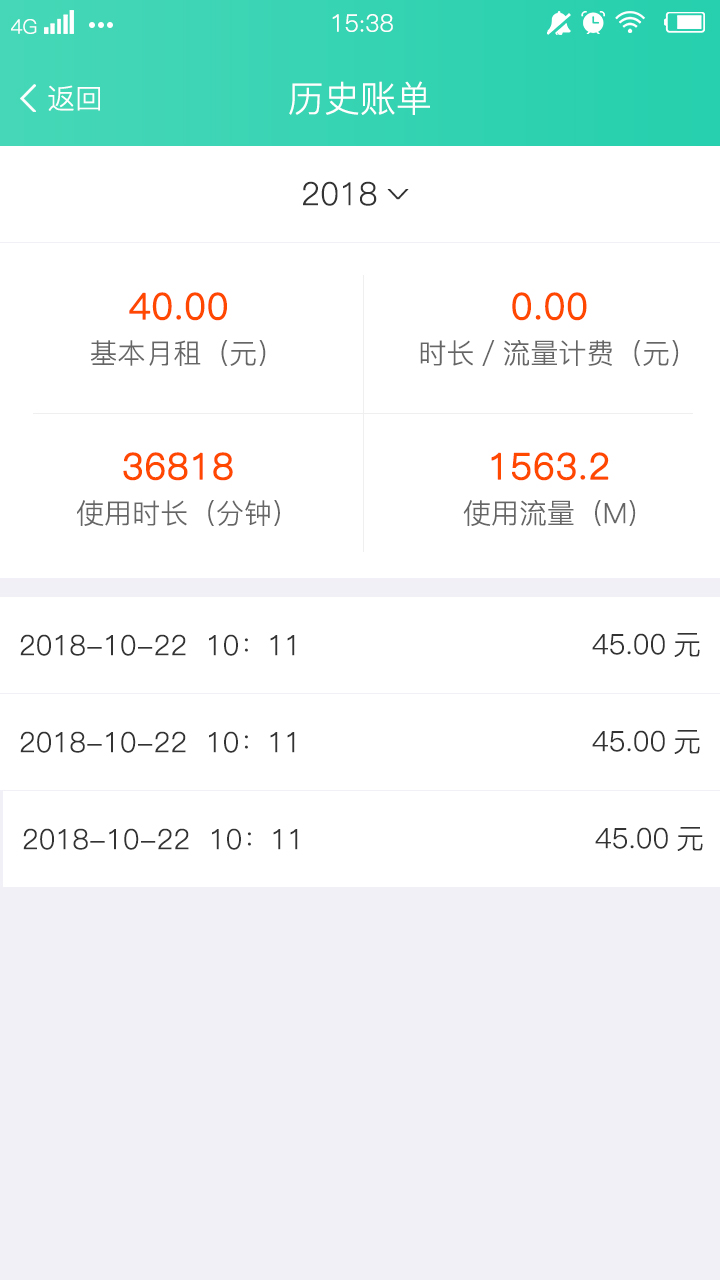 4G 15:38
返回 历史账单
2018
40.00 0.00
基本月租（元） 时长 / 流量计费（元）
36818 1563.2
使用时长（分钟） 使用流量（M）
2018-10-22 10：11 45.00 元
2018-10-22 10：11 45.00 元
2018-10-22 10：11 45.00 元